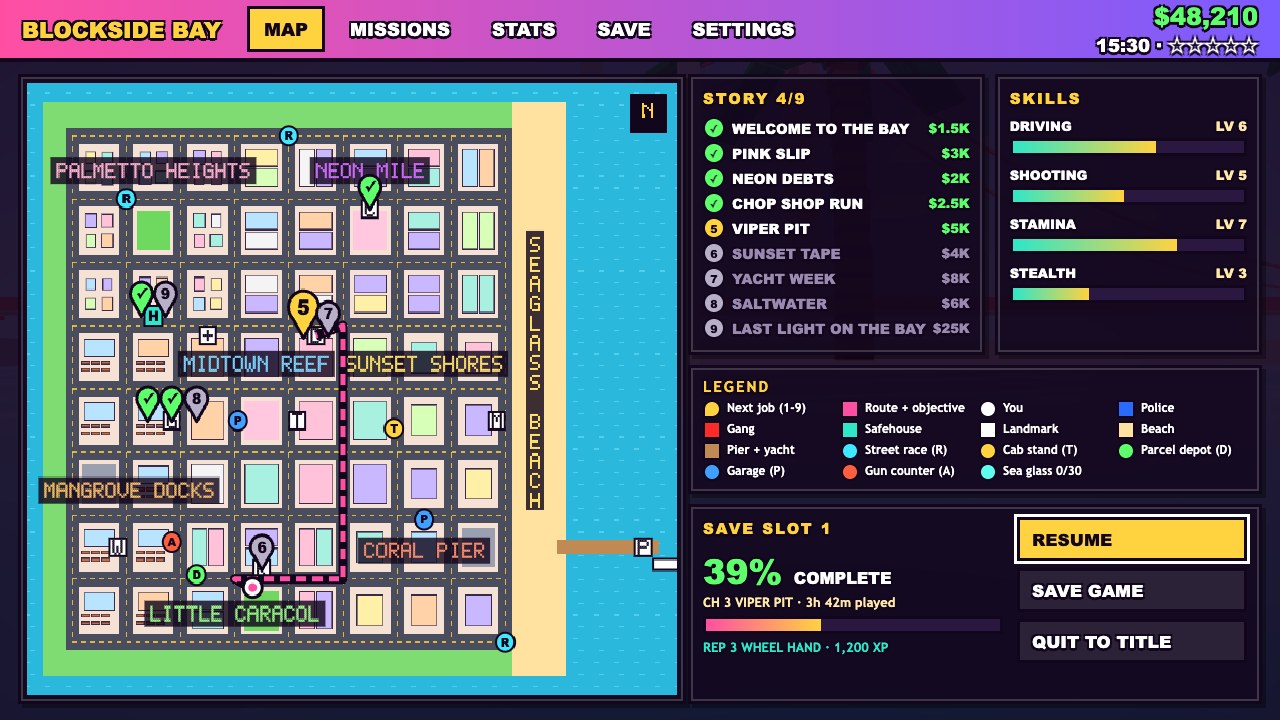 BLOCKSIDE BAY
MAP
MISSIONS
STATS
SAVE
SETTINGS
$48,210
15:30 · ☆☆☆☆☆
N
R
PALMETTO HEIGHTS
NEON MILE
R
SEAGLASS BEACH
9
H
5
7
MIDTOWN REEF
SUNSET SHORES
8
P
T
T
M
MANGROVE DOCKS
P
W
A
6
CORAL PIER
P
D
LITTLE CARACOL
R
STORY 4/9
WELCOME TO THE BAY $1.5K
PINK SLIP $3K
NEON DEBTS $2K
CHOP SHOP RUN $2.5K
5 VIPER PIT $5K
6 SUNSET TAPE $4K
7 YACHT WEEK $8K
8 SALTWATER $6K
9 LAST LIGHT ON THE BAY $25K
SKILLS
DRIVING LV 6
SHOOTING LV 5
STAMINA LV 7
STEALTH LV 3
LEGEND
Next job (1-9)
Route + objective
You
Police
Gang
Safehouse
Landmark
Beach
Pier + yacht
Street race (R)
Cab stand (T)
Parcel depot (D)
Garage (P)
Gun counter (A)
Sea glass 0/30
SAVE SLOT 1
39% COMPLETE
CH 3 VIPER PIT · 3h 42m played
REP 3 WHEEL HAND · 1,200 XP
RESUME
SAVE GAME
QUIT TO TITLE